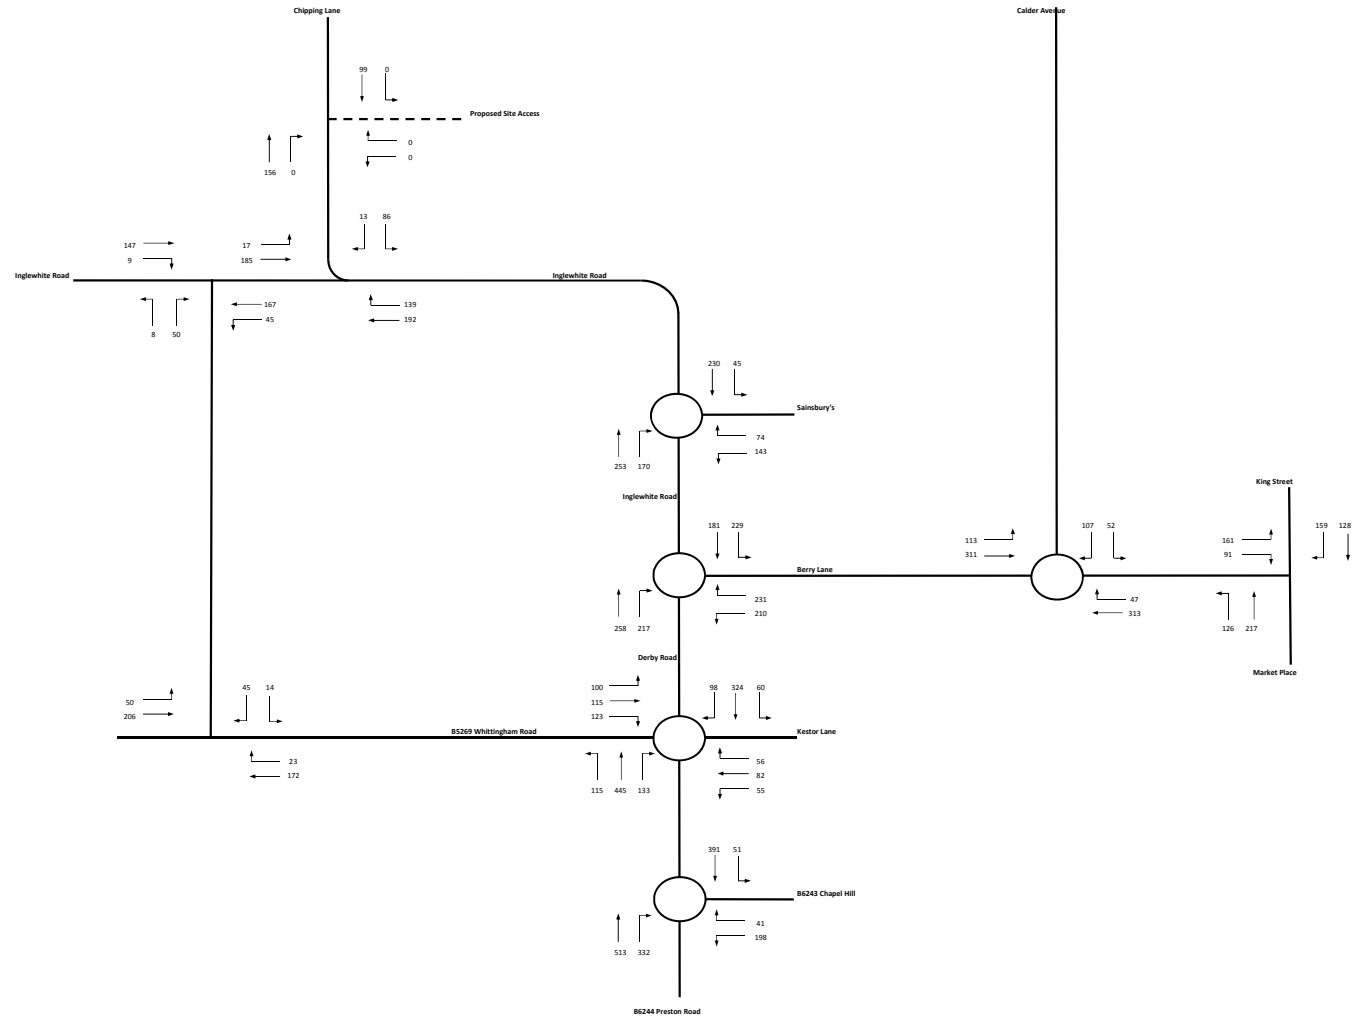 Chipping Lane
Calder Avenue
99 0
Proposed Site Access
0
0
156 0
13 86
147
9
17
185
Inglewhite Road
Inglewhite Road
167
45
139
192
8 50
230 45
Sainsbury's
74
143
253 170
Inglewhite Road
King Street
181 229
113
311
107 52
161
91
159 128
Berry Lane
231
210
47
313
258 217
126 217
Derby Road
Market Place
50
206
45 14
100
115
123
98 324 60
B5269 Whittingham Road
Kestor Lane
23
172
56
82
55
115 445 133
391 51
B6243 Chapel Hill
41
198
513 332
B6244 Preston Road